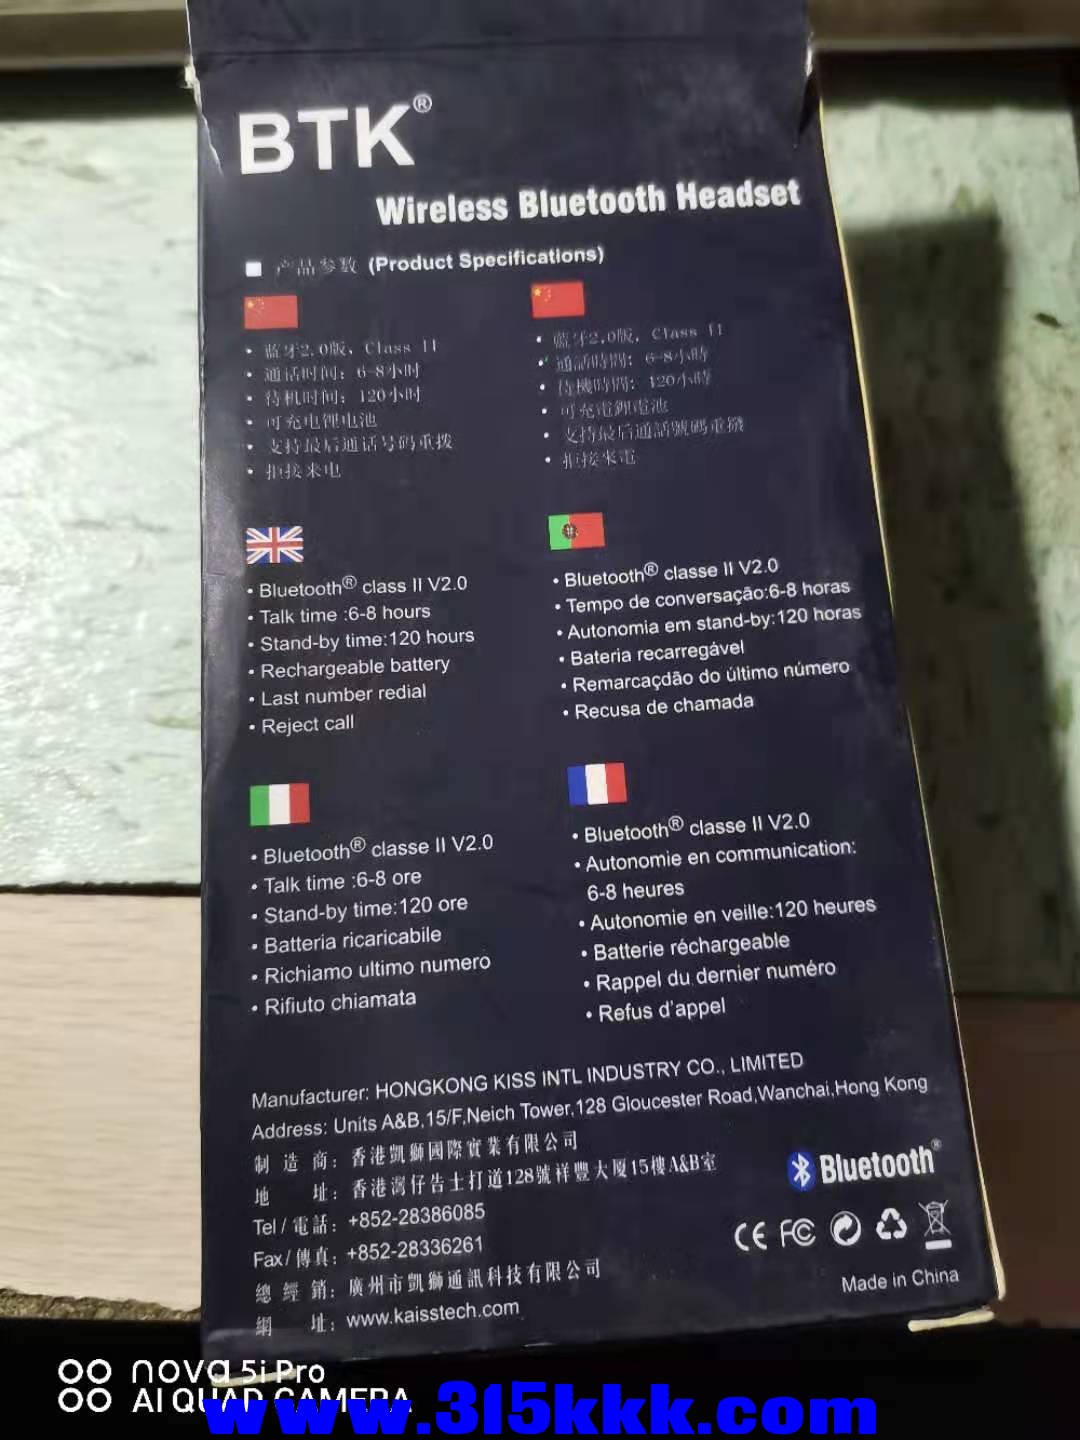 BTK®
Wireless Bluetooth Headset
产品参数 (Product Specifications)
• 蓝牙2.0版，Class II
• 通话时间：6-8小时
• 待机时间：120小时
• 可充电锂电池
• 支持最后通话号码重拨
• 拒接来电
• 藍牙2.0版，Class II
• 通話時間：6-8小時
• 待機時間：120小時
• 可充電鋰電池
• 支持最后通話號碼重撥
• 拒接來電
• Bluetooth® class II V2.0
• Talk time :6-8 hours
• Stand-by time:120 hours
• Rechargeable battery
• Last number redial
• Reject call
• Bluetooth® classe II V2.0
• Tempo de conversação:6-8 horas
• Autonomia em stand-by:120 horas
• Bateria recarregável
• Remarcaçdão do último número
• Recusa de chamada
• Bluetooth® classe II V2.0
• Talk time :6-8 ore
• Stand-by time:120 ore
• Batteria ricaricabile
• Richiamo ultimo numero
• Rifiuto chiamata
• Bluetooth® classe II V2.0
• Autonomie en communication:
6-8 heures
• Autonomie en veille:120 heures
• Batterie réchargeable
• Rappel du dernier numéro
• Refus d'appel
Manufacturer: HONGKONG KISS INTL INDUSTRY CO., LIMITED
Address: Units A&B,15/F,Neich Tower,128 Gloucester Road,Wanchai,Hong Kong
制造商：香港凱獅國際實業有限公司
地址：香港灣仔告士打道128號祥豐大厦15樓A&B室
Tel / 電話：+852-28386085
Fax/ 傳真：+852-28336261
總經銷：廣州市凱獅通訊科技有限公司
網址：www.kaisstech.com
Bluetooth®
CE FC
Made in China
nova 5i Pro
AI QUAD CAMERA
www.315kkk.com